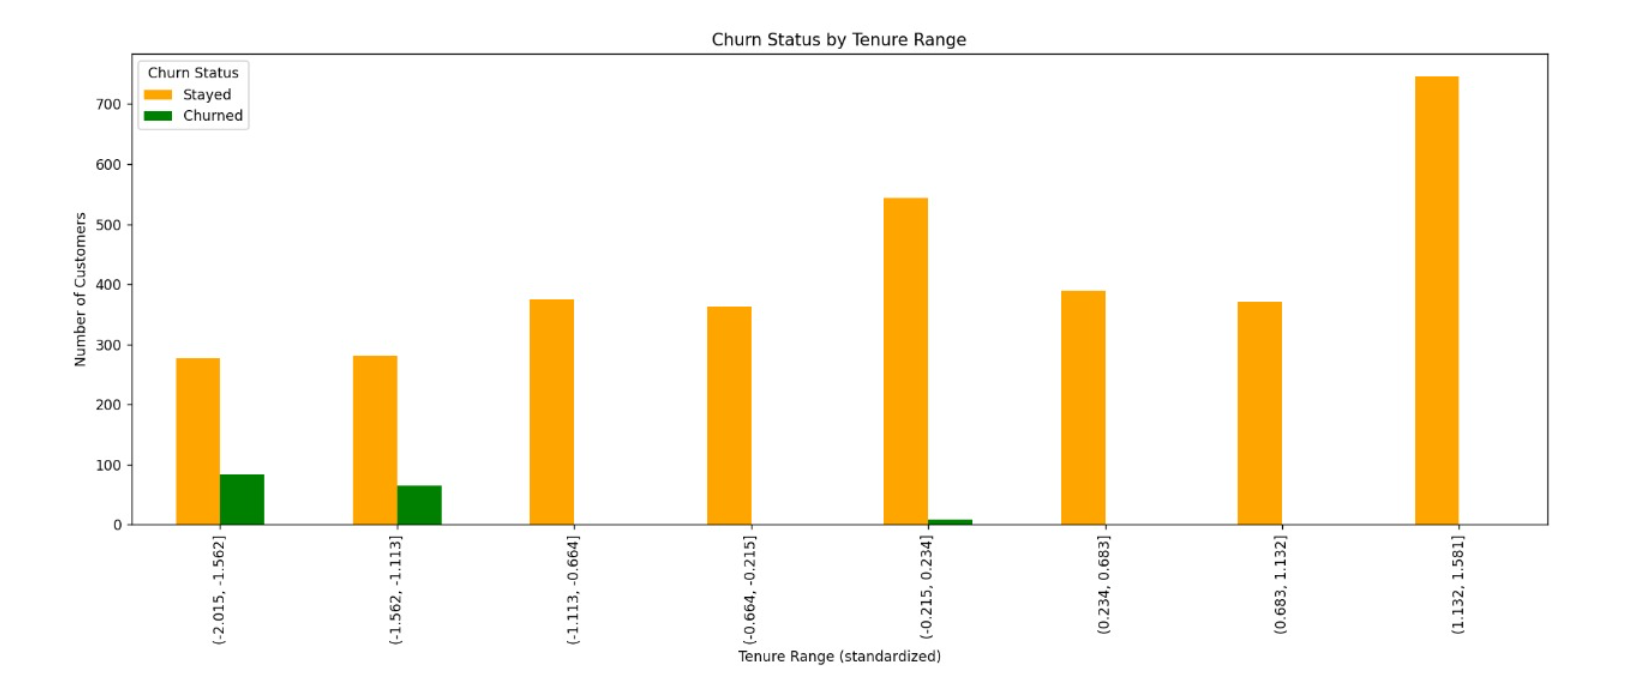 Churn Status by Tenure Range
Churn Status
Stayed
Churned
Number of Customers
700
600
500
400
300
200
100
0
(-2.015, -1.562]
(-1.562, -1.113]
(-1.113, -0.664]
(-0.664, -0.215]
(-0.215, 0.234]
(0.234, 0.683]
(0.683, 1.132]
(1.132, 1.581]
Tenure Range (standardized)